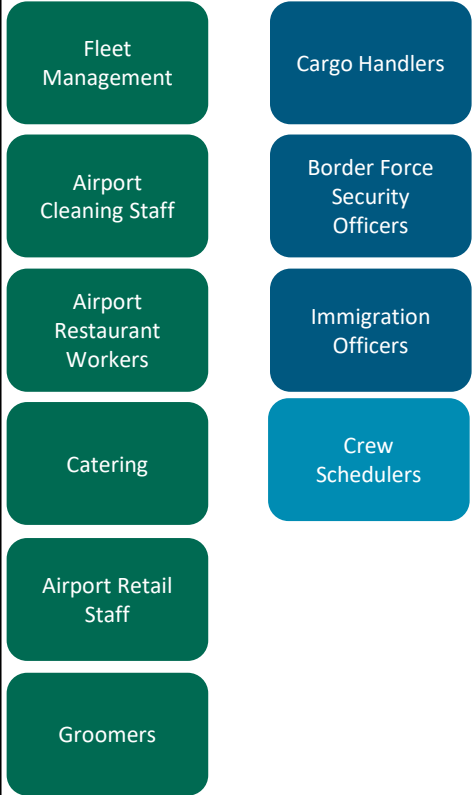 Fleet
Management
Airport
Cleaning Staff
Airport
Restaurant
Workers
Catering
Airport Retail
Staff
Groomers
Cargo Handlers
Border Force
Security
Officers
Immigration
Officers
Crew
Schedulers